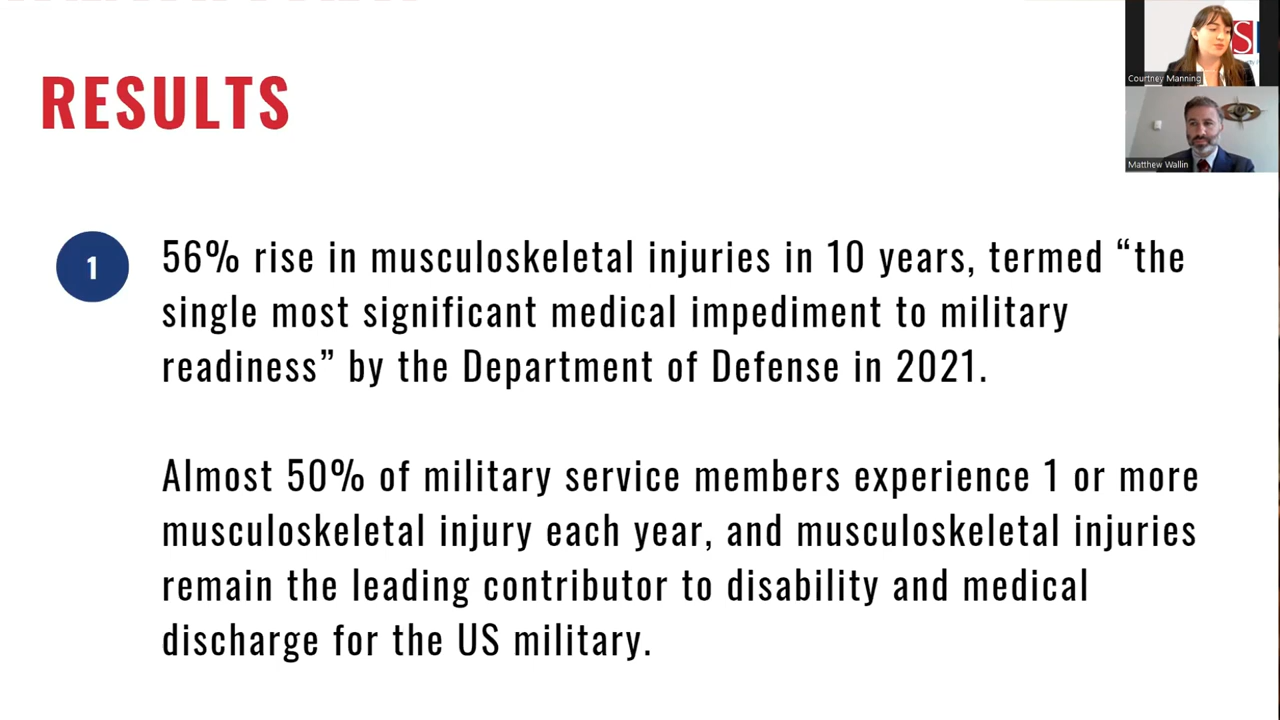 RESULTS
1
56% rise in musculoskeletal injuries in 10 years, termed “the
single most significant medical impediment to military
readiness” by the Department of Defense in 2021.
Almost 50% of military service members experience 1 or more
musculoskeletal injury each year, and musculoskeletal injuries
remain the leading contributor to disability and medical
discharge for the US military.
Courtney Manning
Matthew Wallin